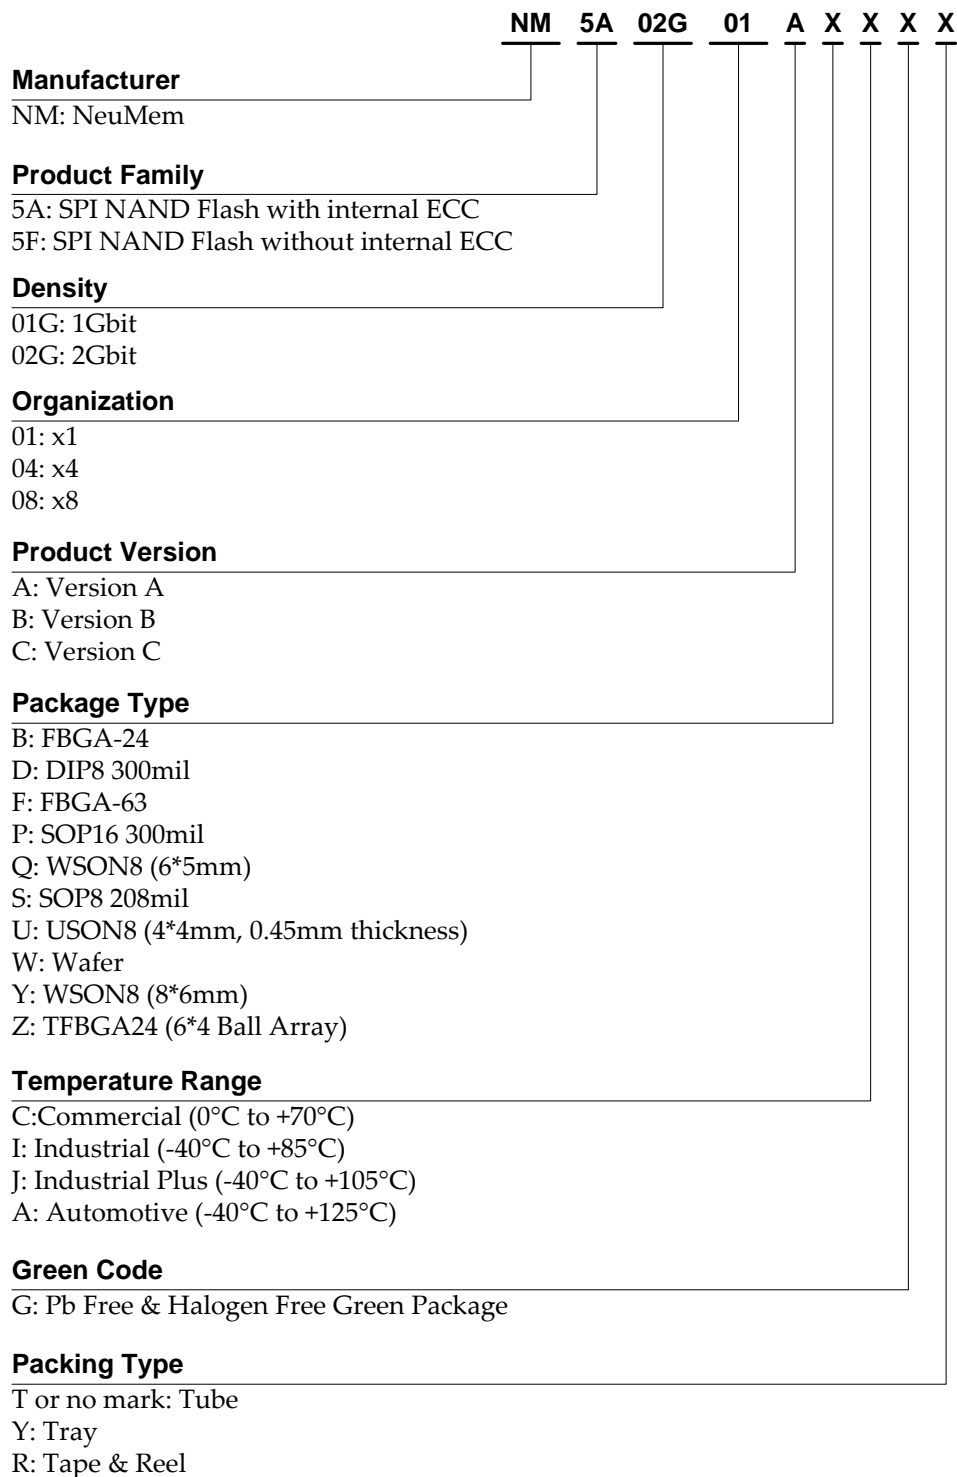 NM 5A 02G 01 A X X X X
Manufacturer
NM: NeuMem
Product Family
5A: SPI NAND Flash with internal ECC
5F: SPI NAND Flash without internal ECC
Density
01G: 1Gbit
02G: 2Gbit
Organization
01: x1
04: x4
08: x8
Product Version
A: Version A
B: Version B
C: Version C
Package Type
B: FBGA-24
D: DIP8 300mil
F: FBGA-63
P: SOP16 300mil
Q: WSON8 (6*5mm)
S: SOP8 208mil
U: USON8 (4*4mm, 0.45mm thickness)
W: Wafer
Y: WSON8 (8*6mm)
Z: TFBGA24 (6*4 Ball Array)
Temperature Range
C:Commercial (0°C to +70°C)
I: Industrial (-40°C to +85°C)
J: Industrial Plus (-40°C to +105°C)
A: Automotive (-40°C to +125°C)
Green Code
G: Pb Free & Halogen Free Green Package
Packing Type
T or no mark: Tube
Y: Tray
R: Tape & Reel